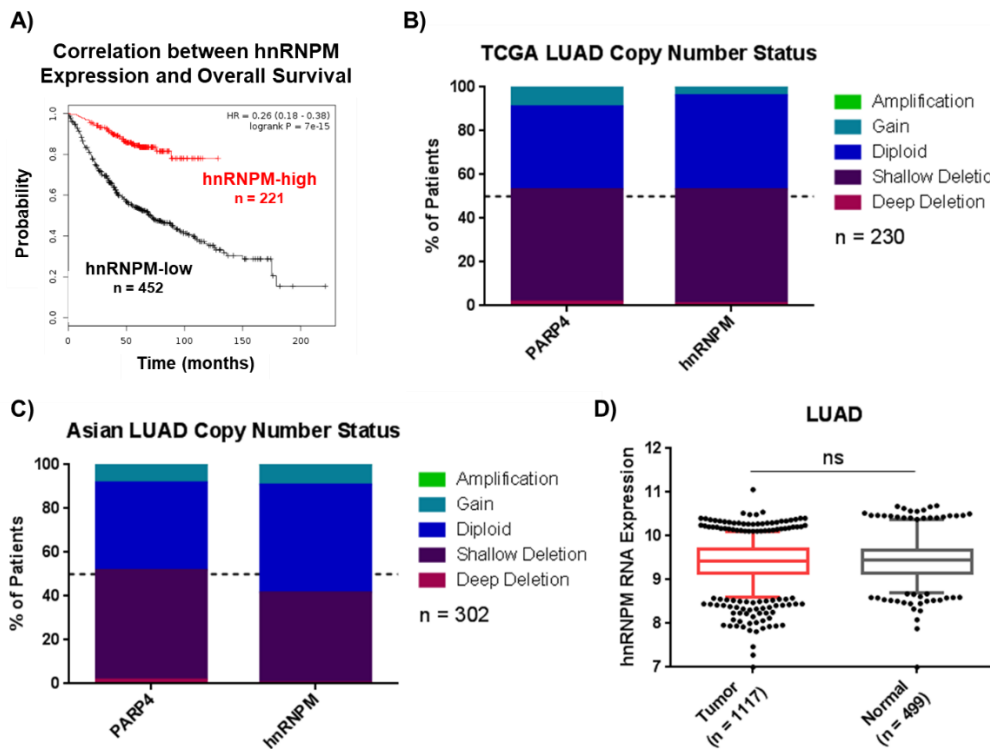 A)
Correlation between hnRNPM
Expression and Overall Survival
HR = 0.26 (0.18 - 0.38)
logrank P = 7e-15
hnRNPM-high
n = 221
hnRNPM-low
n = 452
Probability
1.0
0.8
0.6
0.4
0.2
0.0
0
50
100
150
200
Time (months)
B)
TCGA LUAD Copy Number Status
% of Patients
100
80
60
40
20
0
PARP4
hnRNPM
Amplification
Gain
Diploid
Shallow Deletio
Deep Deletion
n = 230
C)
Asian LUAD Copy Number Status
% of Patients
100
80
60
40
20
0
PARP4
hnRNPM
Amplification
Gain
Diploid
Shallow Deletion
Deep Deletion
n = 302
D)
LUAD
ns
hnRNPM RNA Expression
12
11
10
9
8
7
Tumor
(n = 1117)
Normal
(n = 499)